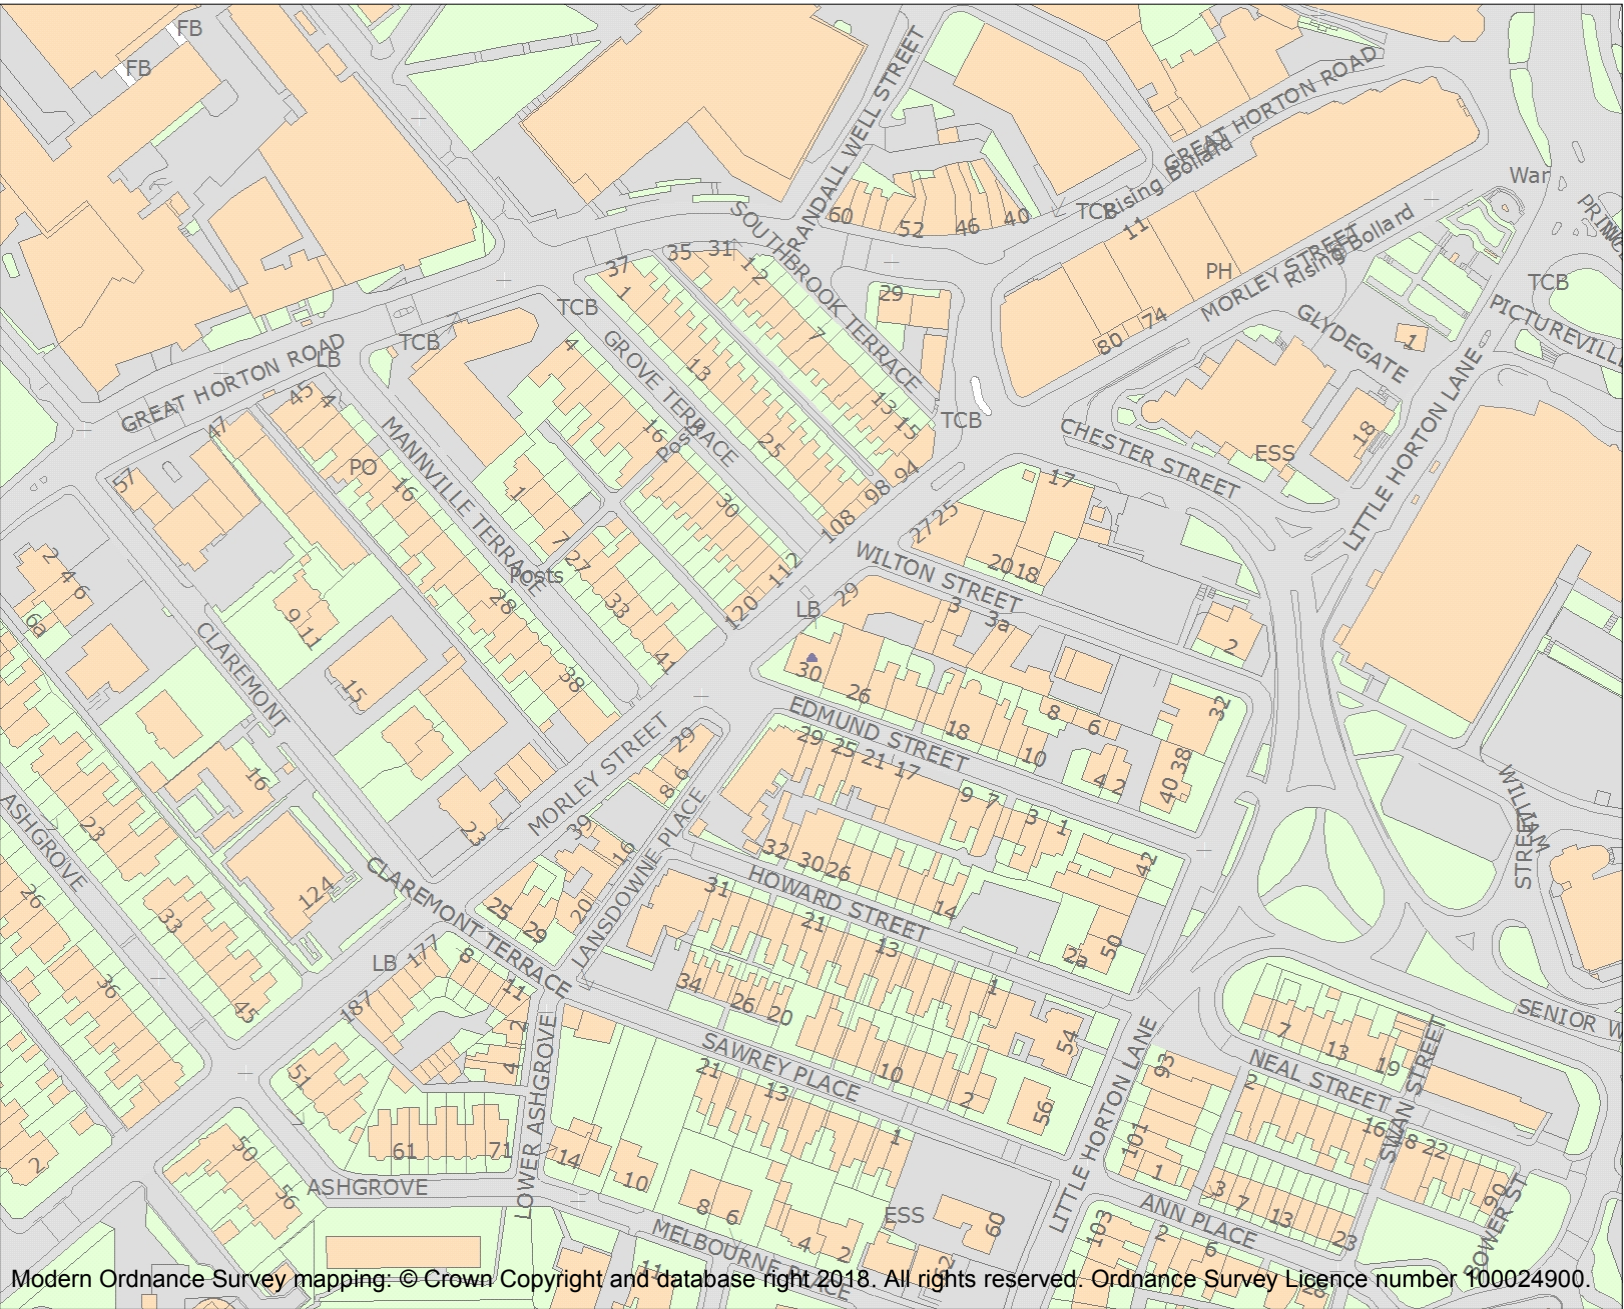 FB
FB
RANDALL WELL STREET
GREAT HORTON ROAD
Rising Bollard
TCB
War
60
52
46
40
11
SOUTHBROOK TERRACE
35
31
37
1
1 2
PH
MORLEY STREET
Rising Bollard
TCB
PICTUREVILLE
TCB
29
7
GLYDEGATE
1
74
80
4
TCB
LB
GREAT HORTON ROAD
GROVE TERRACE
13
45
4
47
13
15
TCB
LITTLE HORTON LANE
MANNVILLE TERRACE
16
Posts
25
94
98
CHESTER STREET
ESS
18
PO
16
57
1
30
108
17
27
25
7
27
WILTON STREET
20
18
2
4
6
Posts
112
LB
29
28
33
120
3
3a
2
6a
9
11
CLAREMONT
41
30
26
38
15
EDMUND STREET
8
6
32
18
10
MORLEY STREET
29
29
25
21
17
38
40
4
2
16
8
6
9
7
3
1
WILLIAM
STREET
ASHGROVE
23
23
39
LANSDOWNE PLACE
16
32
30
26
42
124
CLAREMONT TERRACE
31
HOWARD STREET
14
26
33
25
29
20
21
13
50
2a
LB
177
8
11
34
26
20
1
36
45
187
2
4
SENIOR W
54
7
13
19
SAWREY PLACE
10
2
21
13
56
93
NEAL STREET
SWAN STREET
2
51
LOWER ASHGROVE
LITTLE HORTON LANE
16
18
22
101
1
1
61
71
50
14
10
2
56
ASHGROVE
8
6
3
7
13
23
90
BOWER ST
ANN PLACE
ESS
60
103
2
6
MELBOURNE PLACE
4
2
11
62
28
Modern Ordnance Survey mapping: © Crown Copyright and database right 2018. All rights reserved. Ordnance Survey Licence number 100024900.